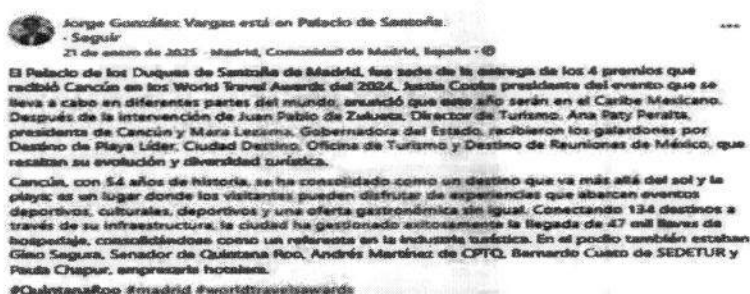 Jorge González Vargas está en Palacio de Santoña.
· Seguir
21 de enero de 2025 · Madrid, Comunidad de Madrid, España ·
El Palacio de los Duques de Santoña de Madrid, fue sede de la entrega de los 4 premios que
recibió Cancún en los World Travel Awards del 2024, Justin Cooke presidente del evento que se
lleva a cabo en diferentes partes del mundo, anunció que este año serán en el Caribe Mexicano.
Después de la intervención de Juan Pablo de Zulueta, Director de Turismo, Ana Paty Peralta,
presidenta de Cancún y Mara Lezama, Gobernadora del Estado, recibieron los galardones por
Destino de Playa Líder, Ciudad Destino, Oficina de Turismo y Destino de Reuniones de México, que
resaltan su evolución y diversidad turística.
Cancún, con 54 años de historia, se ha consolidado como un destino que va más allá del sol y la
playa; es un lugar donde los visitantes pueden disfrutar de experiencias que abarcan eventos
deportivos, culturales, deportivos y una oferta gastronómica sin igual. Conectando 134 destinos a
través de su infraestructura, la ciudad ha gestionado exitosamente la llegada de 47 mil llaves de
hospedaje, consolidándose como un referente en la industria turística. En el podio también estaban
Gino Segura, Senador de Quintana Roo, Andrés Martínez de CPTQ, Bernardo Cueto de SEDETUR y
Paula Chapur, empresaria hotelera.
#QuintanaRoo #madrid #worldtravelsawards